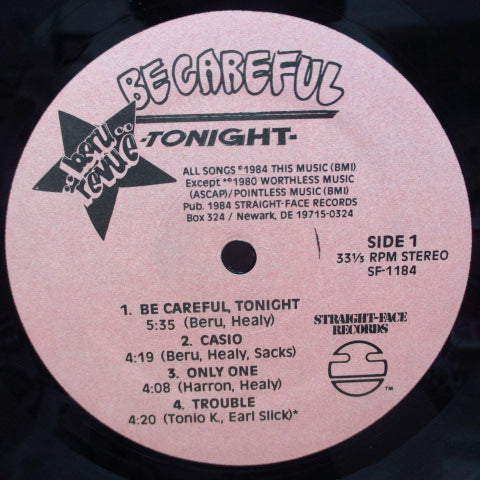 BE CAREFUL
-TONIGHT-
beru
revue
ALL SONGS ©1984 THIS MUSIC (BMI)
Except *©1980 WORTHLESS MUSIC
(ASCAP)/POINTLESS MUSIC (BMI)
Pub. 1984 STRAIGHT-FACE RECORDS
Box 324 / Newark, DE 19715-0324
SIDE 1
33⅓ RPM STEREO
SF-1184
1. BE CAREFUL, TONIGHT
5:35 (Beru, Healy)
2. CASIO
4:19 (Beru, Healy, Sacks)
3. ONLY ONE
4:08 (Harron, Healy)
4. TROUBLE
4:20 (Tonio K., Earl Slick)*
STRAIGHT-FACE
RECORDS
TM